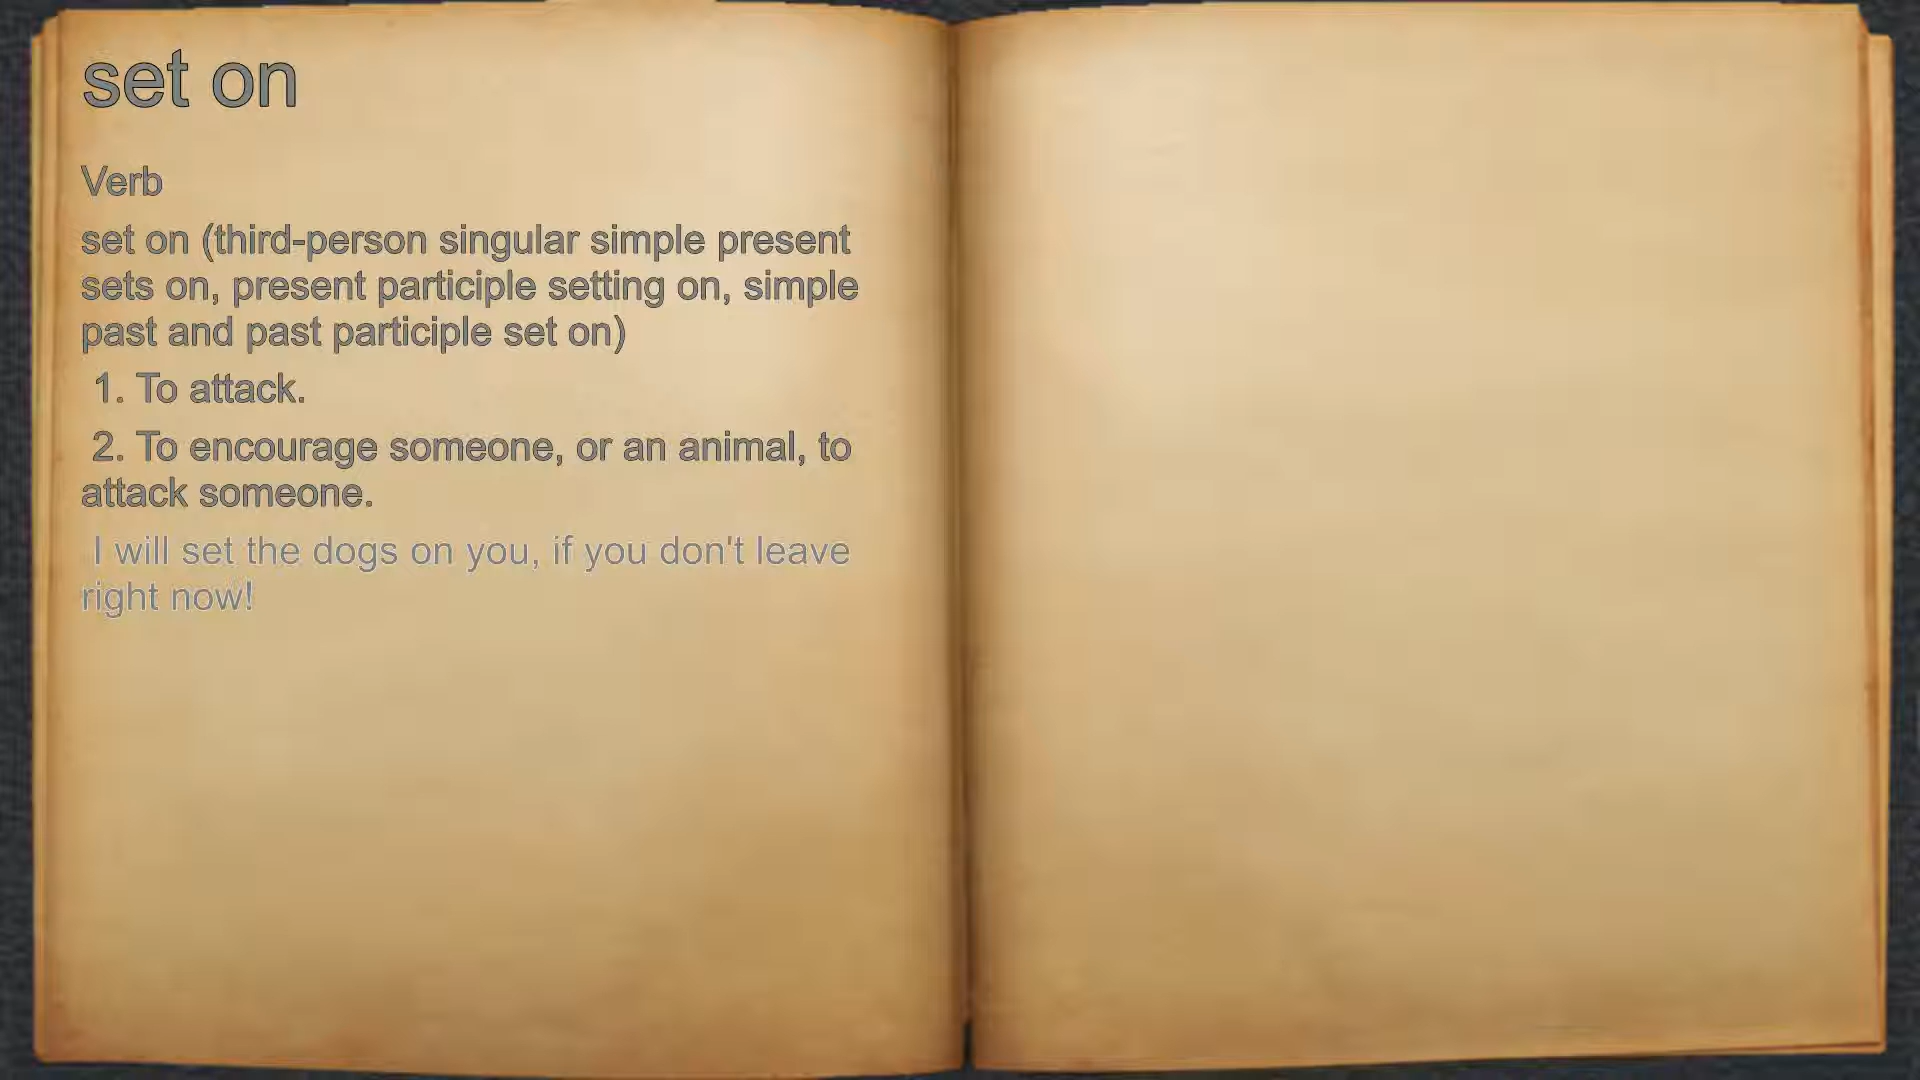 set on
Verb
set on (third-person singular simple present
sets on, present participle setting on, simple
past and past participle set on)
1. To attack.
2. To encourage someone, or an animal, to
attack someone.
I will set the dogs on you, if you don't leave
right now!